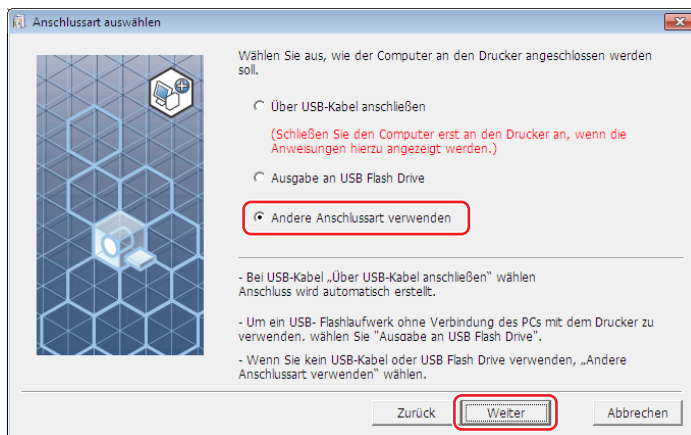 Anschlussart auswählen
Wählen Sie aus, wie der Computer an den Drucker angeschlossen werden
soll.
Über USB-Kabel anschließen
(Schließen Sie den Computer erst an den Drucker an, wenn die
Anweisungen hierzu angezeigt werden.)
Ausgabe an USB Flash Drive
Andere Anschlussart verwenden
- Bei USB-Kabel „Über USB-Kabel anschließen“ wählen
Anschluss wird automatisch erstellt.
- Um ein USB- Flashlaufwerk ohne Verbindung des PCs mit dem Drucker zu
verwenden, wählen Sie "Ausgabe an USB Flash Drive".
- Wenn Sie kein USB-Kabel oder USB Flash Drive verwenden, „Andere
Anschlussart verwenden“ wählen.
Zurück Weiter Abbrechen